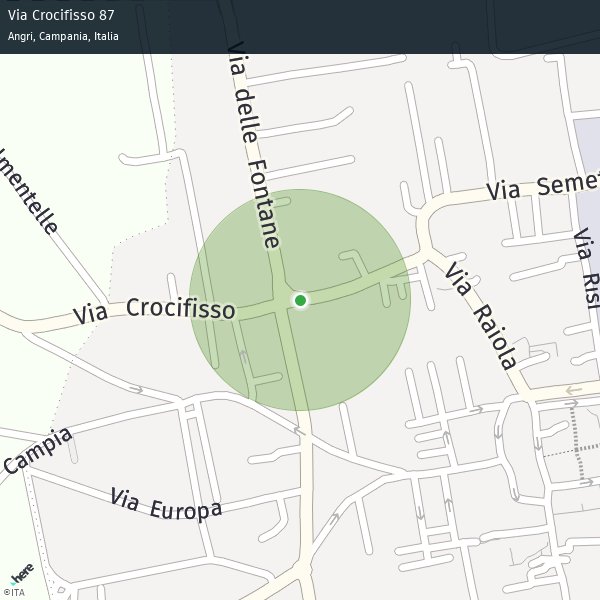 Via Crocifisso 87
Angri, Campania, Italia
Via delle Fontane
Via Semet
lmentelle
Via Risi
Via Crocifisso
Via Raiola
Campia
Via Europa
here
©ITA